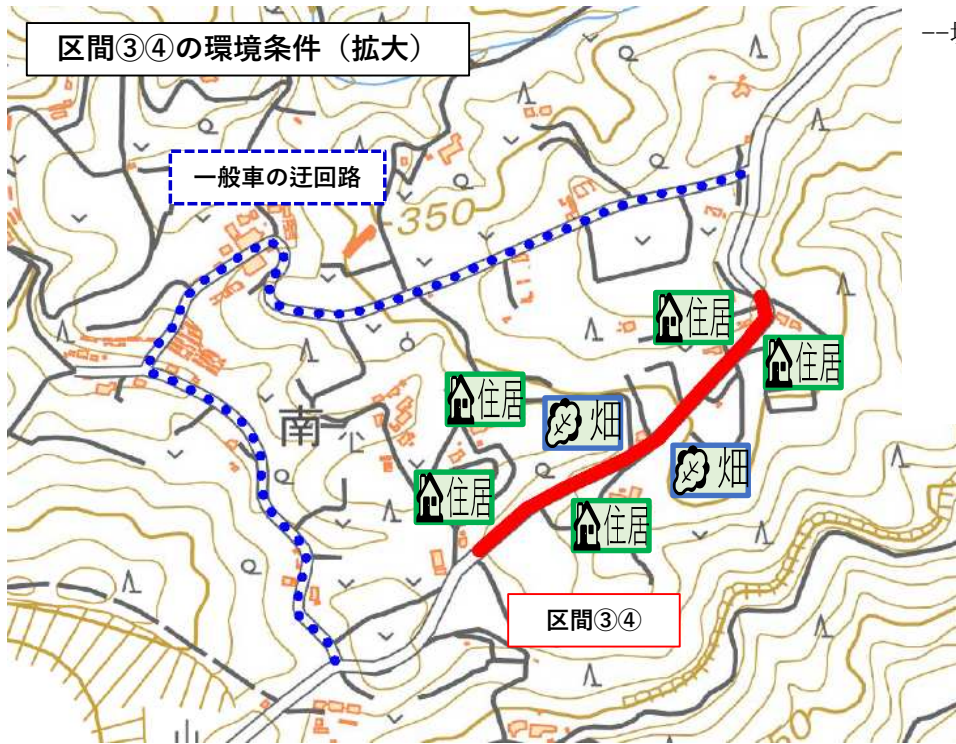 区間③④の環境条件（拡大）
一般車の迂回路
350
住居
住居
住居
畑
南
畑
住居
住居
区間③④